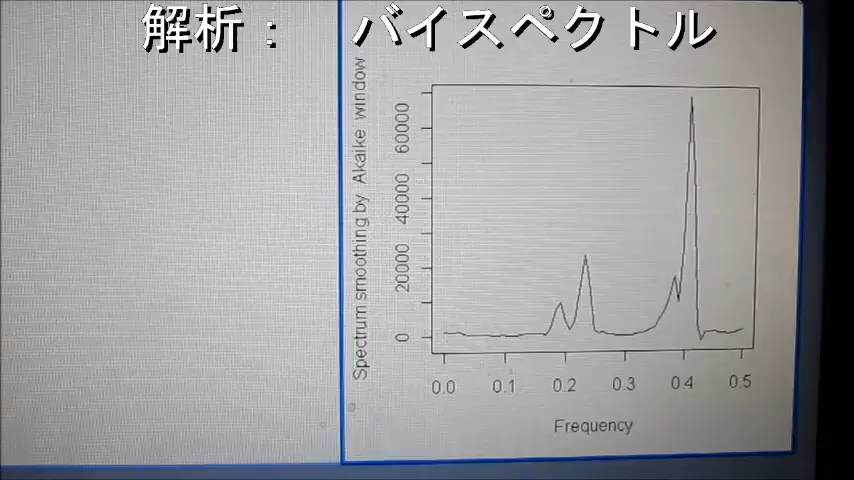 解析： バイスペクトル
Spectrum smoothing by Akaike window
60000
40000
20000
0
0.0 0.1 0.2 0.3 0.4 0.5
Frequency